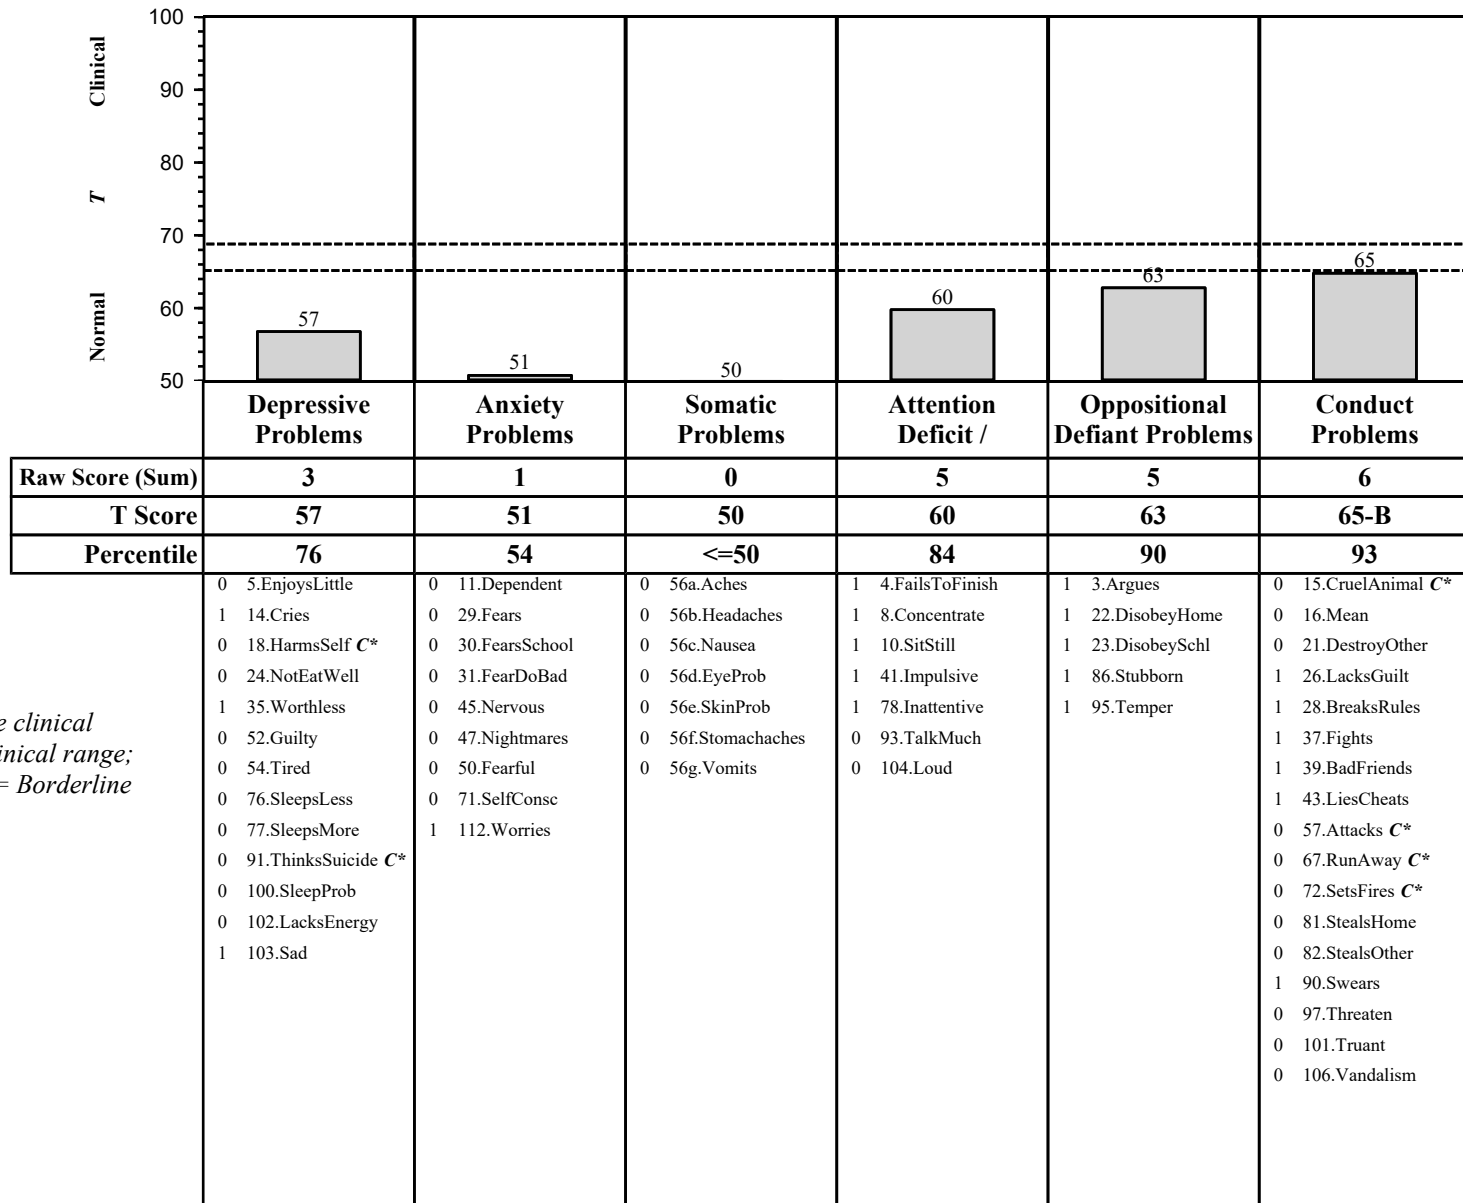 100
90
80
70
60
50
Clinical
T
Normal
57
51
50
60
63
65
Depressive Problems
Anxiety Problems
Somatic Problems
Attention Deficit /
Oppositional Defiant Problems
Conduct Problems
Raw Score (Sum) 3 1 0 5 5 6
T Score 57 51 50 60 63 65-B
Percentile 76 54 <=50 84 90 93
0 5.EnjoysLittle
1 14.Cries
0 18.HarmsSelf C*
0 24.NotEatWell
1 35.Worthless
0 52.Guilty
0 54.Tired
0 76.SleepsLess
0 77.SleepsMore
0 91.ThinksSuicide C*
0 100.SleepProb
0 102.LacksEnergy
1 103.Sad
0 11.Dependent
0 29.Fears
0 30.FearsSchool
0 31.FearDoBad
0 45.Nervous
0 47.Nightmares
0 50.Fearful
0 71.SelfConsc
1 112.Worries
0 56a.Aches
0 56b.Headaches
0 56c.Nausea
0 56d.EyeProb
0 56e.SkinProb
0 56f.Stomachaches
0 56g.Vomits
1 4.FailsToFinish
1 8.Concentrate
1 10.SitStill
1 41.Impulsive
1 78.Inattentive
0 93.TalkMuch
0 104.Loud
1 3.Argues
1 22.DisobeyHome
1 23.DisobeySchl
1 86.Stubborn
1 95.Temper
0 15.CruelAnimal C*
0 16.Mean
0 21.DestroyOther
1 26.LacksGuilt
1 28.BreaksRules
1 37.Fights
1 39.BadFriends
1 43.LiesCheats
0 57.Attacks C*
0 67.RunAway C*
0 72.SetsFires C*
0 81.StealsHome
0 82.StealsOther
1 90.Swears
0 97.Threaten
0 101.Truant
0 106.Vandalism
e clinical
inical range;
= Borderline